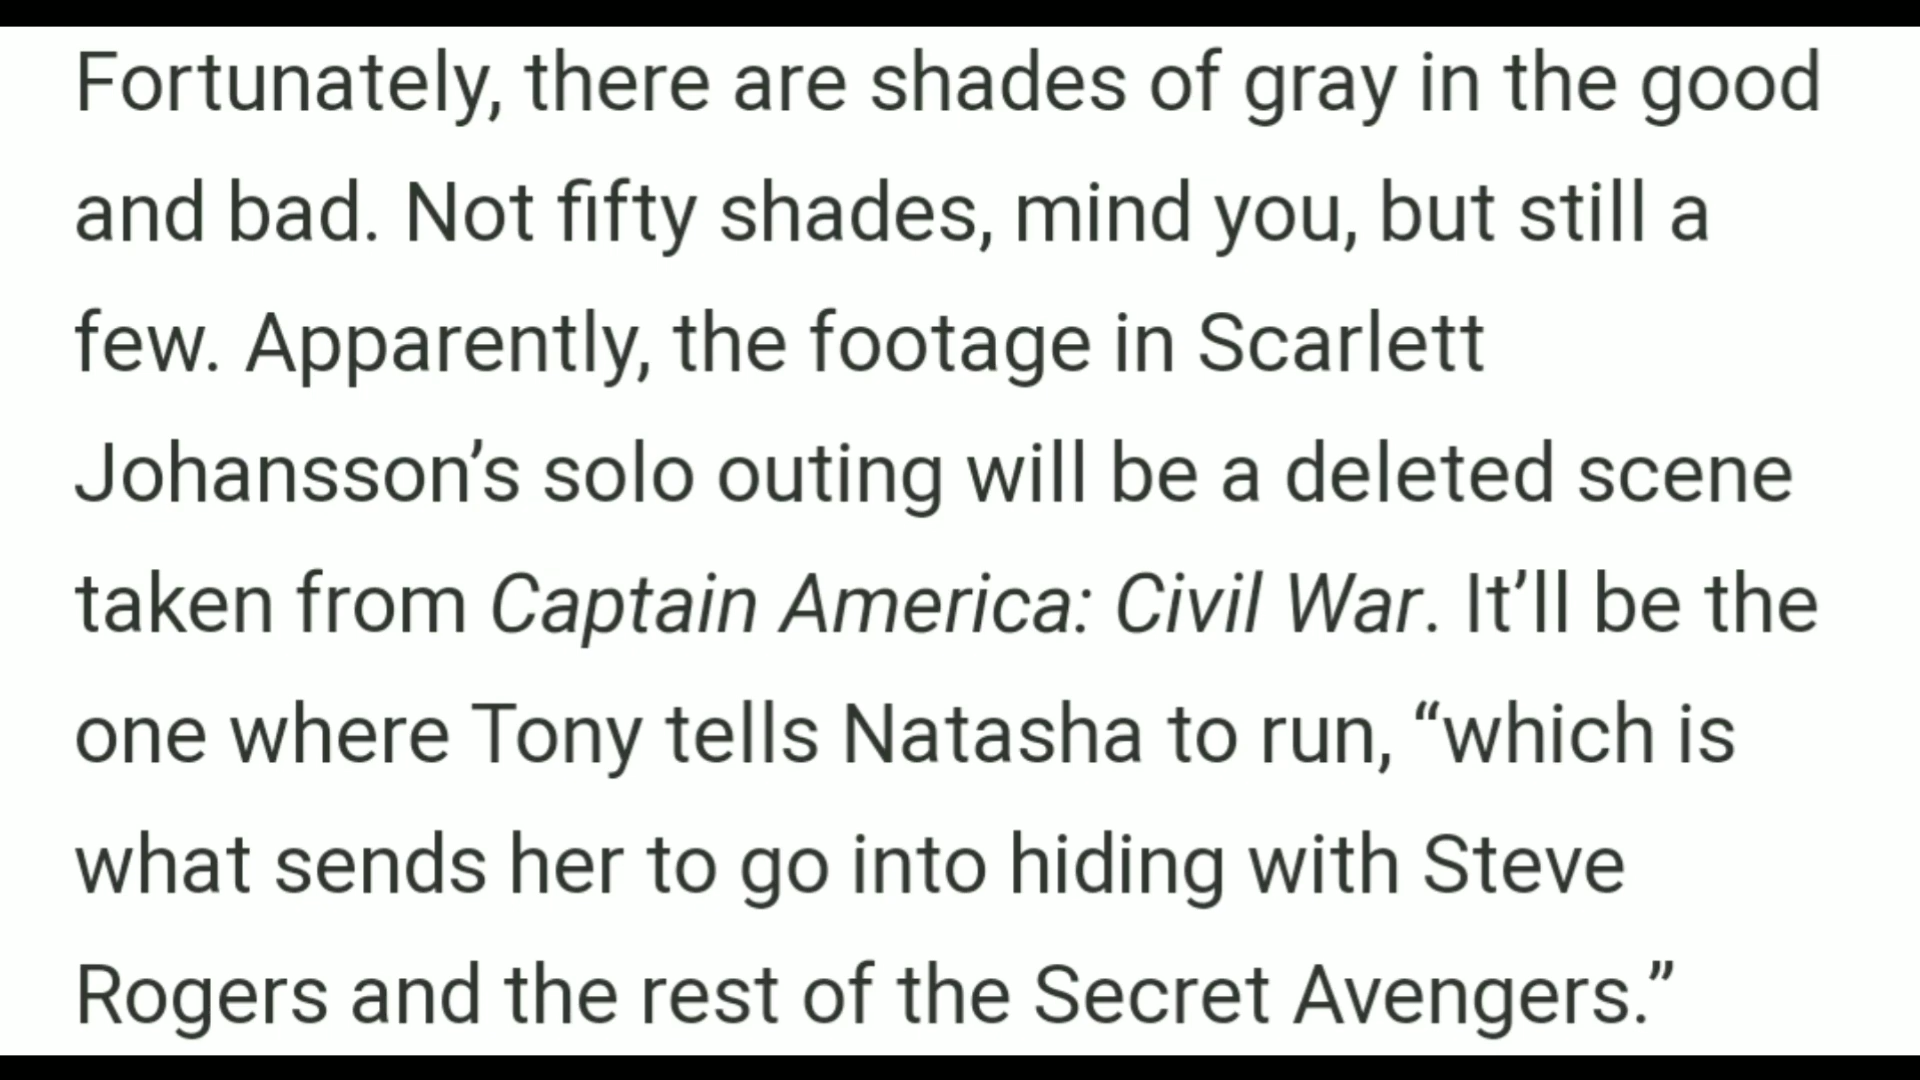 Fortunately, there are shades of gray in the good
and bad. Not fifty shades, mind you, but still a
few. Apparently, the footage in Scarlett
Johansson’s solo outing will be a deleted scene
taken from Captain America: Civil War. It’ll be the
one where Tony tells Natasha to run, “which is
what sends her to go into hiding with Steve
Rogers and the rest of the Secret Avengers.”